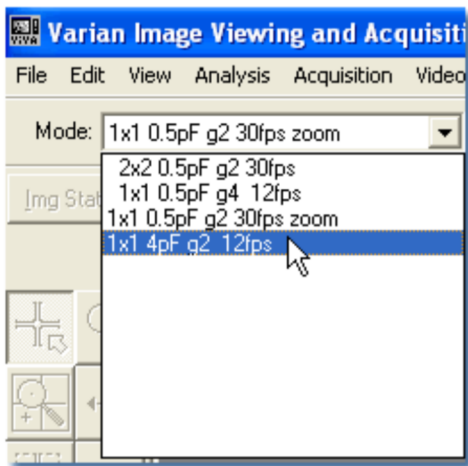 VIVA Varian Image Viewing and Acquisiti
File Edit View Analysis Acquisition Video
Mode: 1x1 0.5pF g2 30fps zoom
2x2 0.5pF g2 30fps
Img Stat 1x1 0.5pF g4 12fps
1x1 0.5pF g2 30fps zoom
1x1 4pF g2 12fps